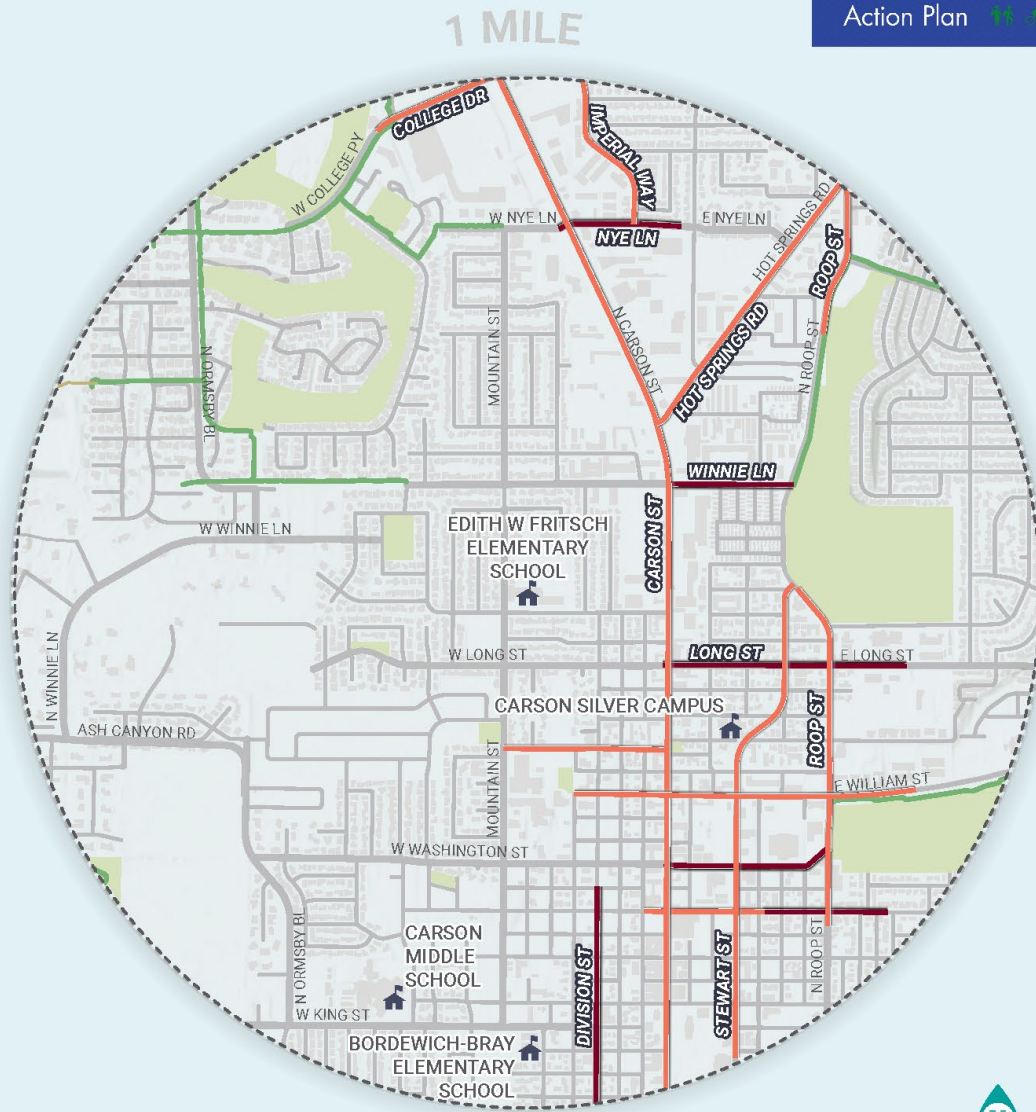 Action Plan
1 MILE
COLLEGE DR
IMPERIAL WAY
W COLLEGE PY
W NYE LN
E NYE LN
NYE LN
HOT SPRINGS RD
ROOP ST
N CARSON ST
HOT SPRINGS RD
N ROOP ST
MOUNTAIN ST
N ORMSBY BL
WINNIE LN
W WINNIE LN
EDITH W FRITSCH
ELEMENTARY
SCHOOL
CARSON ST
N WINNIE LN
W LONG ST
LONG ST
E LONG ST
CARSON SILVER CAMPUS
ROOP ST
ASH CANYON RD
MOUNTAIN ST
E WILLIAM ST
W WASHINGTON ST
N ORMSBY BL
CARSON
MIDDLE
SCHOOL
DIVISION ST
STEWART ST
N ROOP ST
W KING ST
BORDEWICH-BRAY
ELEMENTARY
SCHOOL